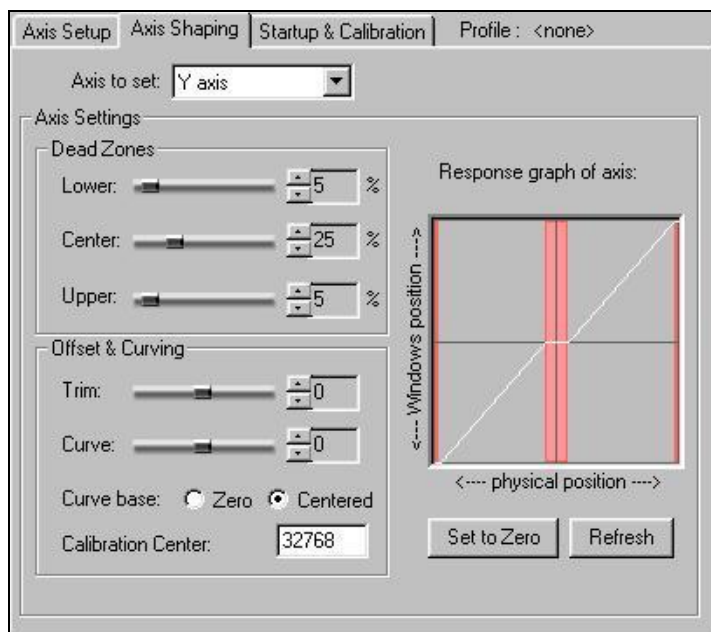 Axis Setup Axis Shaping Startup & Calibration Profile : <none>
Axis to set: Y axis
Axis Settings
Dead Zones
Lower: 5 %
Center: 25 %
Upper: 5 %
Offset & Curving
Trim: 0
Curve: 0
Curve base: Zero Centered
Calibration Center: 32768
Response graph of axis:
<--- Windows position --->
<---- physical position ---->
Set to Zero Refresh